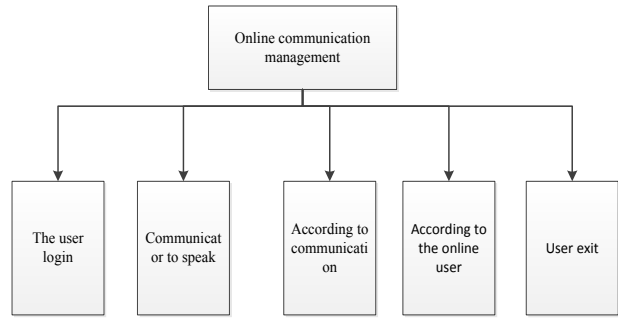 Online communication
management
The user
login
Communicat
or to speak
According to
communicati
on
According to
the online
user
User exit